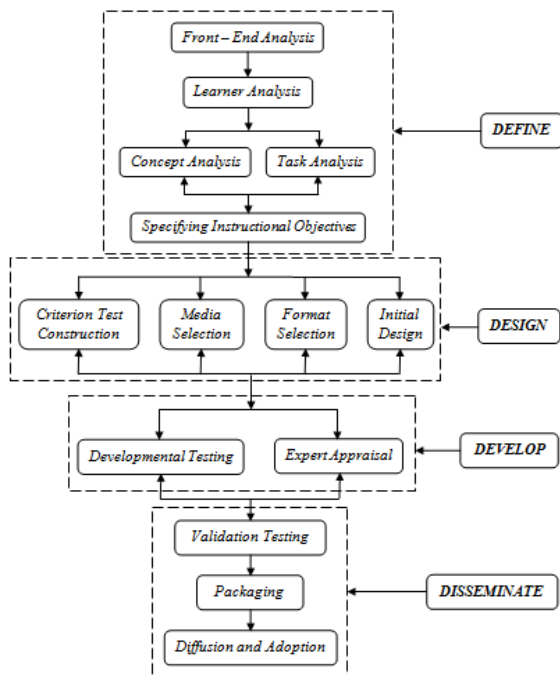 Front – End Analysis
Learner Analysis
DEFINE
Concept Analysis
Task Analysis
Specifying Instructional Objectives
Criterion Test
Construction
Media
Selection
Format
Selection
Initial
Design
DESIGN
Developmental Testing
Expert Appraisal
DEVELOP
Validation Testing
Packaging
DISSEMINATE
Diffusion and Adoption